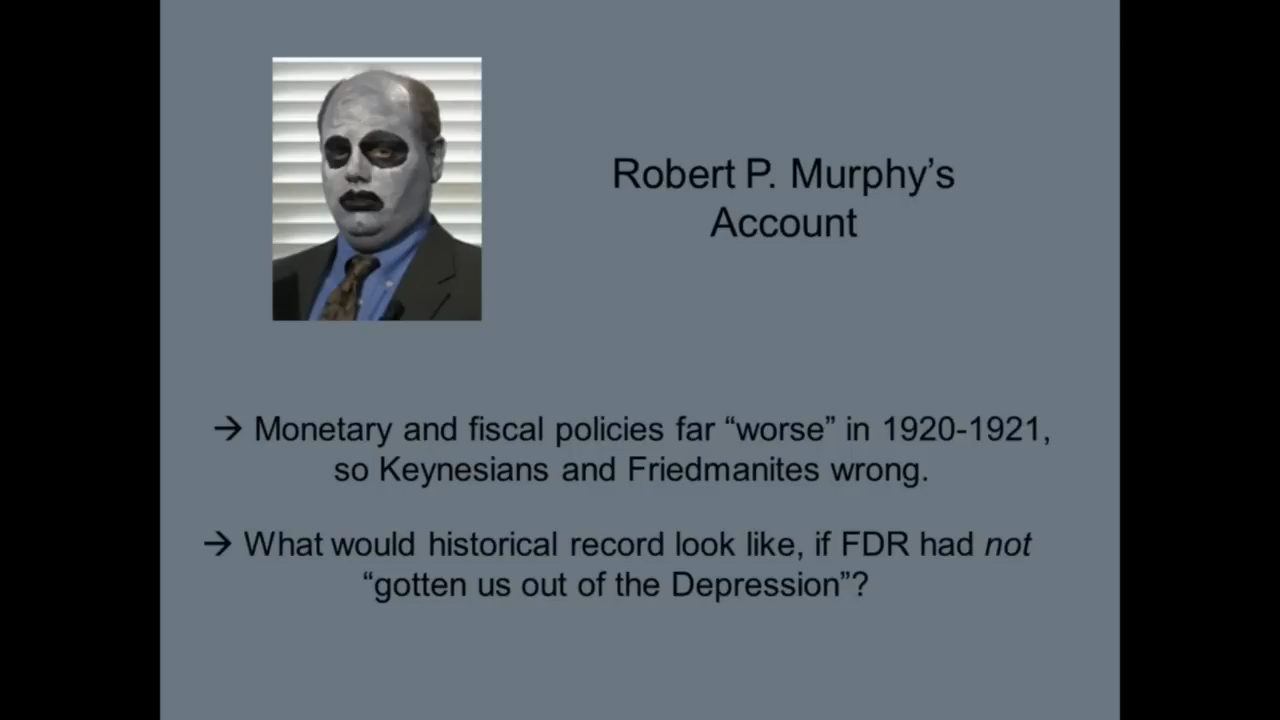 Robert P. Murphy’s
Account
→ Monetary and fiscal policies far “worse” in 1920-1921,
so Keynesians and Friedmanites wrong.
→ What would historical record look like, if FDR had not
“gotten us out of the Depression”?